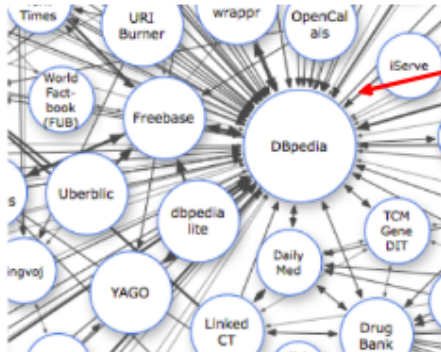 Times
URI
Burner
wrappr
OpenCal
ais
iServe
World
Fact-
book
(FUB)
Freebase
DBpedia
Uberblic
dbpedia
lite
TCM
Gene
DIT
s
ingvoj
Daily
Med
YAGO
Linked
CT
Drug
Bank